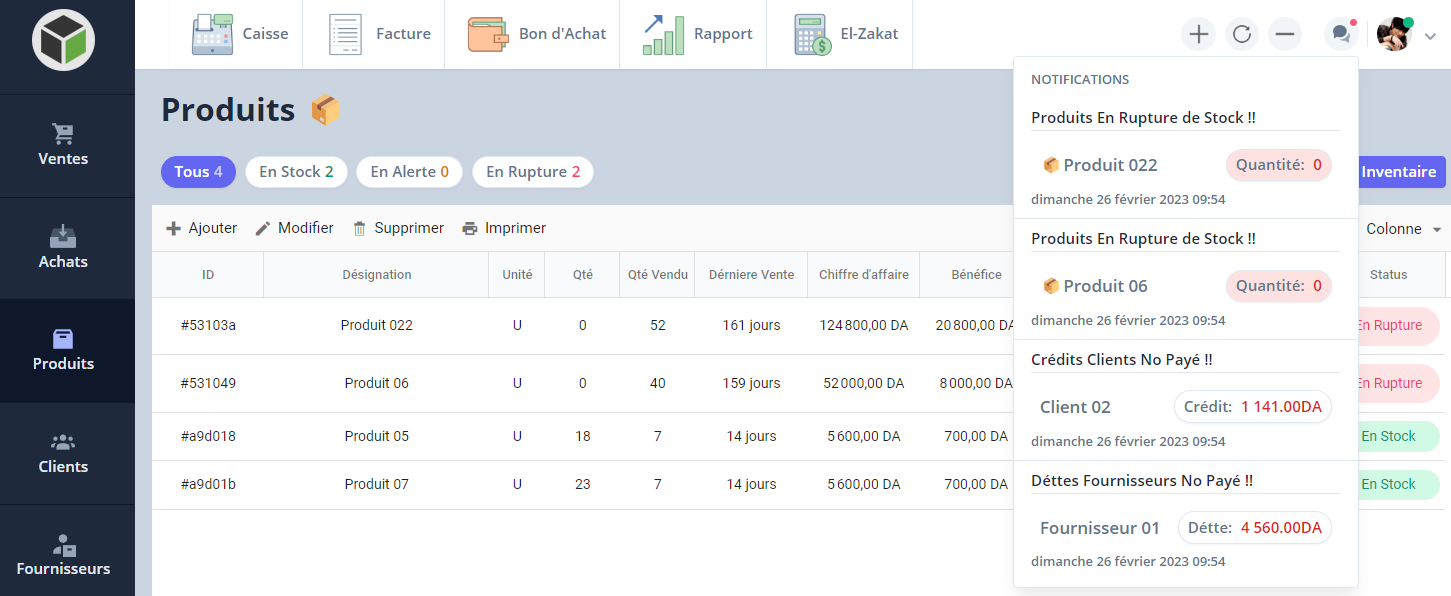 Caisse Facture Bon d'Achat Rapport El-Zakat
Ventes
Achats
Produits
Clients
Fournisseurs
Produits
Tous 4 En Stock 2 En Alerte 0 En Rupture 2
Inventaire
Ajouter Modifier Supprimer Imprimer
Colonne
ID Désignation Unité Qté Qté Vendu Dérniere Vente Chiffre d'affaire Bénéfice Status
#53103a Produit 022 U 0 52 161 jours 124 800,00 DA 20 800,00 DA En Rupture
#531049 Produit 06 U 0 40 159 jours 52 000,00 DA 8 000,00 DA En Rupture
#a9d018 Produit 05 U 18 7 14 jours 5 600,00 DA 700,00 DA En Stock
#a9d01b Produit 07 U 23 7 14 jours 5 600,00 DA 700,00 DA En Stock
NOTIFICATIONS
Produits En Rupture de Stock !!
Produit 022 Quantité: 0
dimanche 26 février 2023 09:54
Produits En Rupture de Stock !!
Produit 06 Quantité: 0
dimanche 26 février 2023 09:54
Crédits Clients No Payé !!
Client 02 Crédit: 1 141.00DA
dimanche 26 février 2023 09:54
Déttes Fournisseurs No Payé !!
Fournisseur 01 Détte: 4 560.00DA
dimanche 26 février 2023 09:54